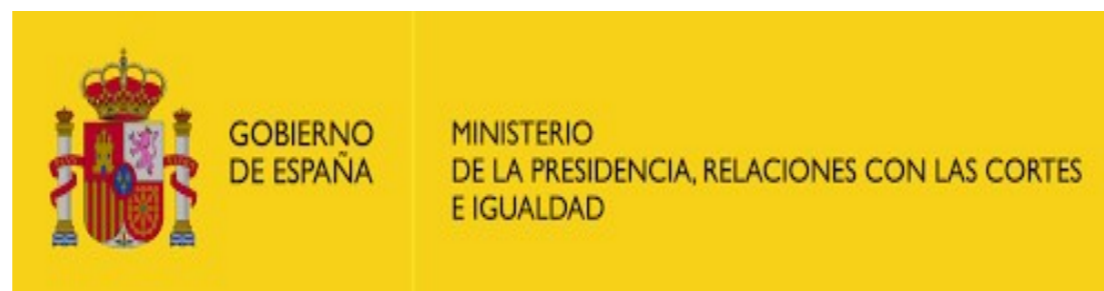 GOBIERNO
DE ESPAÑA
MINISTERIO
DE LA PRESIDENCIA, RELACIONES CON LAS CORTES
E IGUALDAD